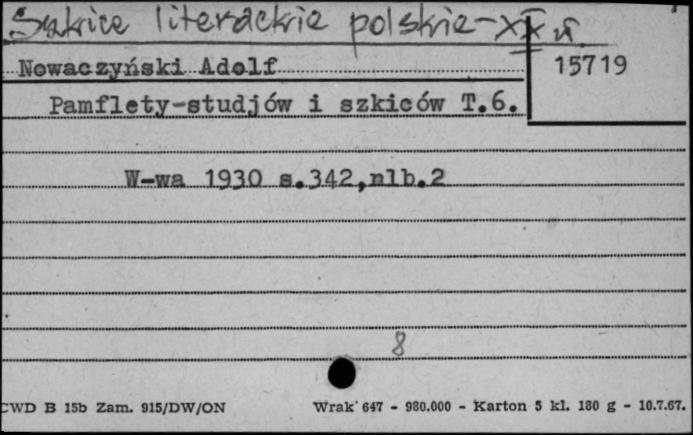 Szkice literackie polskie - XX w
Nowaczyński Adolf
15719
Pamflety-studjów i szkiców T.6.
W-wa 1930 s.342,nlb.2
8
CWD B 15b Zam. 915/DW/ON Wrak 647 - 980.000 - Karton 5 kl. 180 g - 10.7.67.